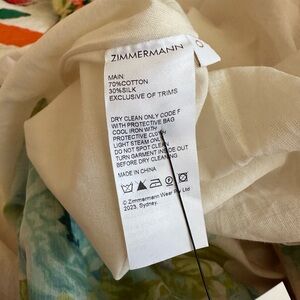 ZIMMERMANN
0
MAIN:
70%COTTON
30%SILK
EXCLUSIVE OF TRIMS
DRY CLEAN ONLY CODE F
WITH PROTECTIVE BAG
COOL IRON WITH
PROTECTIVE CLOTH
LIGHT STEAM ONLY
DO NOT SPOT CLEAN
TURN GARMENT INSIDE OUT
BEFORE DRY CLEANING
MADE IN CHINA
© Zimmermann Wear Pty Ltd
2023, Sydney.